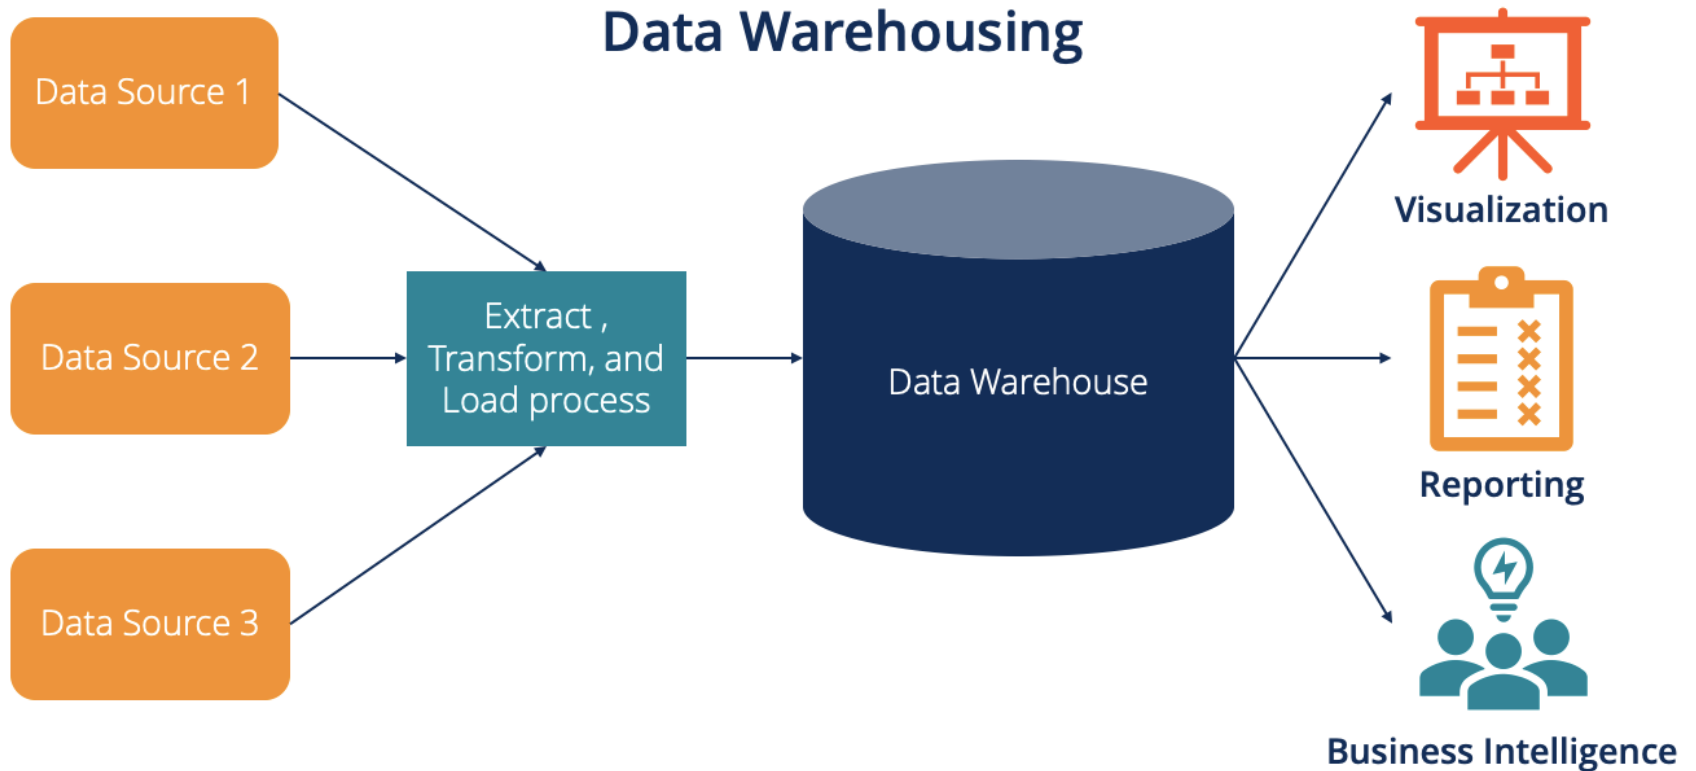 Data Warehousing
Data Source 1
Data Source 2
Data Source 3
Extract ,
Transform, and
Load process
Data Warehouse
Visualization
Reporting
Business Intelligence